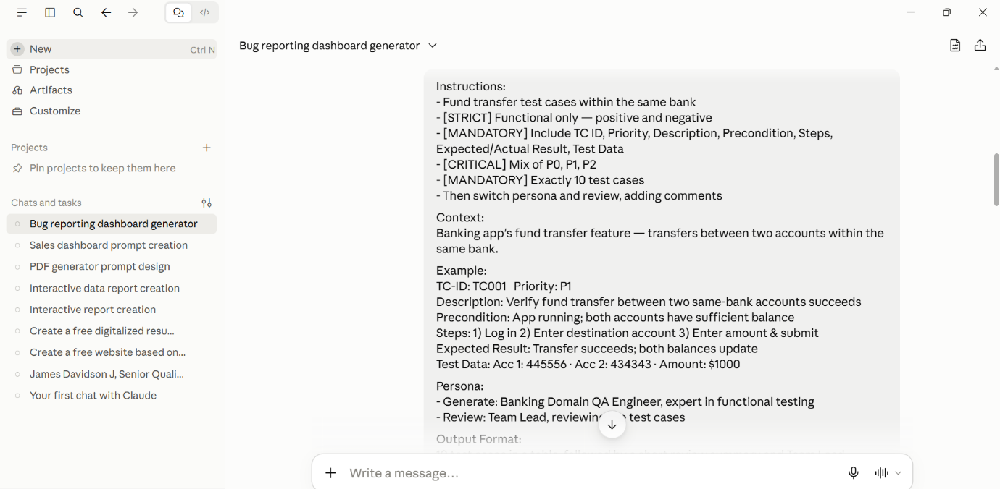 New
Ctrl N
Projects
Artifacts
Customize
Projects
Pin projects to keep them here
Chats and tasks
Bug reporting dashboard generator
Sales dashboard prompt creation
PDF generator prompt design
Interactive data report creation
Interactive report creation
Create a free digitalized resu...
Create a free website based on...
James Davidson J, Senior Quali...
Your first chat with Claude
Bug reporting dashboard generator
Instructions:
- Fund transfer test cases within the same bank
- [STRICT] Functional only — positive and negative
- [MANDATORY] Include TC ID, Priority, Description, Precondition, Steps,
Expected/Actual Result, Test Data
- [CRITICAL] Mix of P0, P1, P2
- [MANDATORY] Exactly 10 test cases
- Then switch persona and review, adding comments
Context:
Banking app's fund transfer feature — transfers between two accounts within the
same bank.
Example:
TC-ID: TC001 Priority: P1
Description: Verify fund transfer between two same-bank accounts succeeds
Precondition: App running; both accounts have sufficient balance
Steps: 1) Log in 2) Enter destination account 3) Enter amount & submit
Expected Result: Transfer succeeds; both balances update
Test Data: Acc 1: 445556 · Acc 2: 434343 · Amount: $1000
Persona:
- Generate: Banking Domain QA Engineer, expert in functional testing
- Review: Team Lead, reviewing test cases
Output Format:
Write a message...